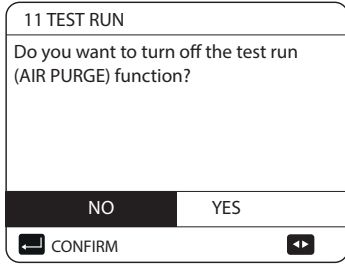 11 TEST RUN
Do you want to turn off the test run
(AIR PURGE) function?
NO YES
CONFIRM